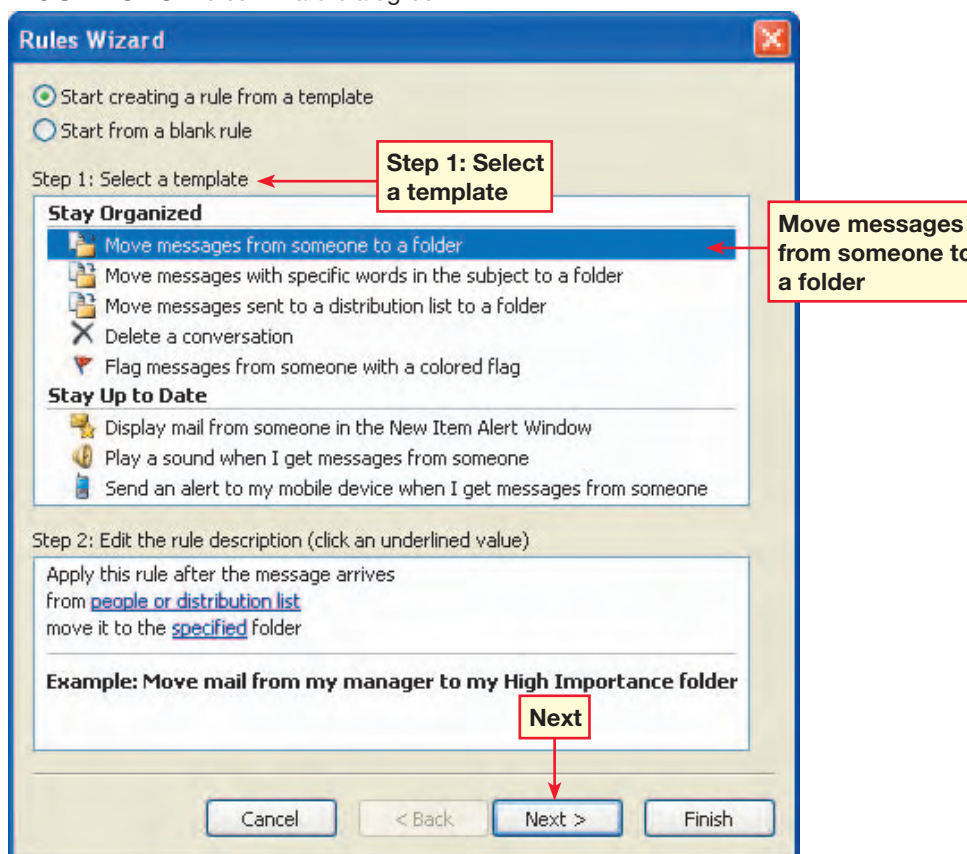 Rules Wizard
Start creating a rule from a template
Start from a blank rule
Step 1: Select a template
Step 1: Select
a template
Stay Organized
Move messages from someone to a folder
Move messages
from someone to
a folder
Move messages with specific words in the subject to a folder
Move messages sent to a distribution list to a folder
Delete a conversation
Flag messages from someone with a colored flag
Stay Up to Date
Display mail from someone in the New Item Alert Window
Play a sound when I get messages from someone
Send an alert to my mobile device when I get messages from someone
Step 2: Edit the rule description (click an underlined value)
Apply this rule after the message arrives
from people or distribution list
move it to the specified folder
Example: Move mail from my manager to my High Importance folder
Next
Cancel
< Back
Next >
Finish